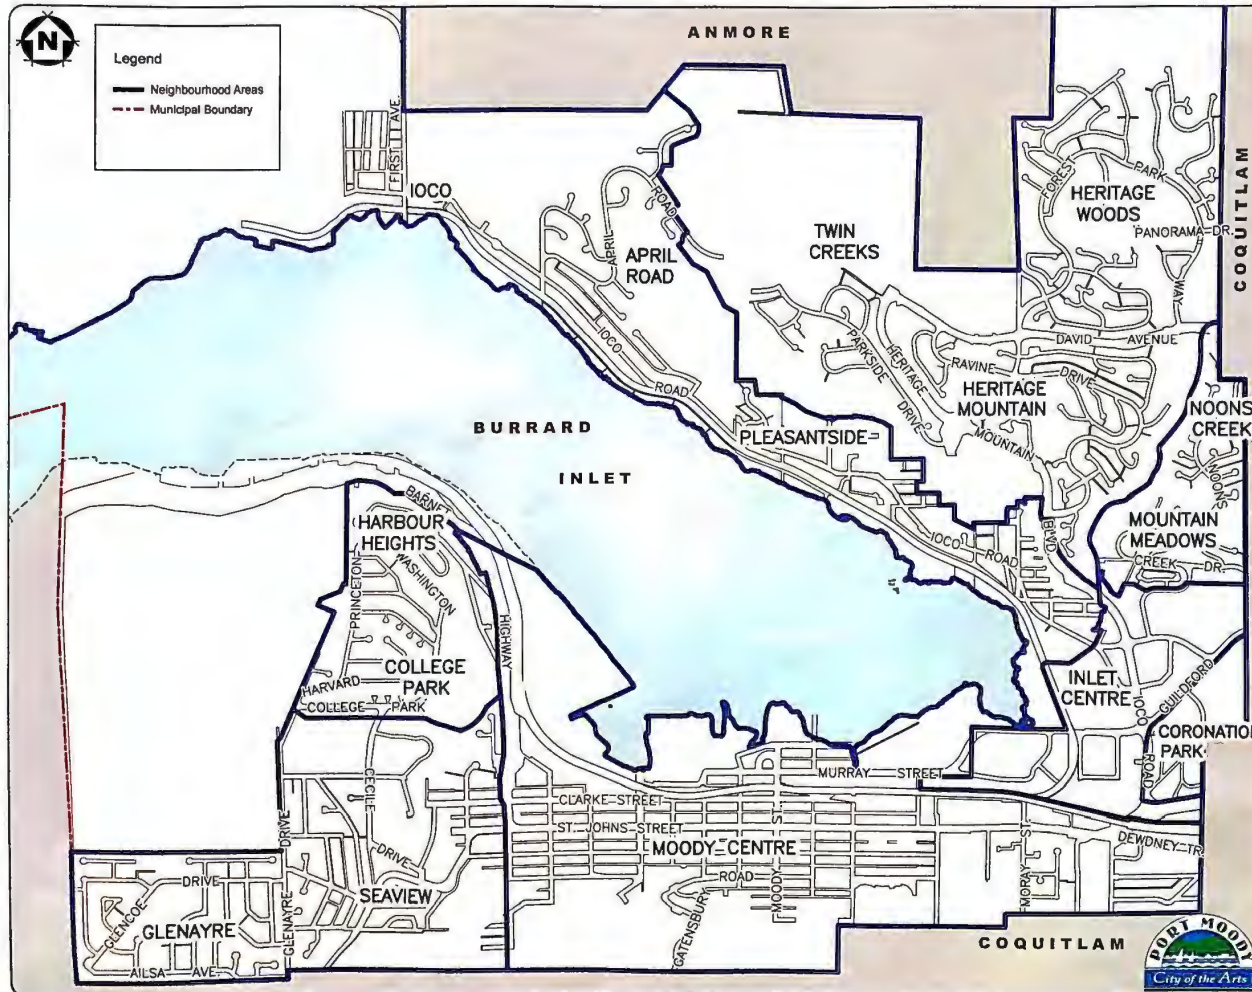 N
Legend
Neighbourhood Areas
Municipal Boundary
ANMORE
FIRST AVE.
IOCO
APRIL
ROAD
APRIL
ROAD
TWIN
CREEKS
FOREST
PARK
WAY
HERITAGE
WOODS
PANORAMA DR.
COQUITLAM
DAVID AVENUE
IOCO
ROAD
PARKSIDE
DRIVE
HERITAGE
MOUNTAIN
BLVD.
RAVINE
DRIVE
HERITAGE
MOUNTAIN
NOONS
CREEK
NOONS
CREEK DR.
PLEASANTSIDE
BURRARD
INLET
MOUNTAIN
MEADOWS
IOCO ROAD
BARNET
HIGHWAY
HARBOUR
HEIGHTS
WASHINGTON
PRINCETON
COLLEGE
PARK
HARVARD
COLLEGE PARK
INLET
CENTRE
IOCO
ROAD
GUILDFORD
CORONATION
PARK
MURRAY STREET
CLARKE STREET
ST. JOHNS STREET
MOODY CENTRE
DEWDNEY TR.
CECILE
DRIVE
DRIVE
GLENAYRE
SEAVIEW
ROAD
GATENSBURY
MOODY ST.
MORAY ST.
DRIVE
GLENCOE
GLENAYRE
AILSA AVE.
COQUITLAM
PORT MOODY
City of the Arts